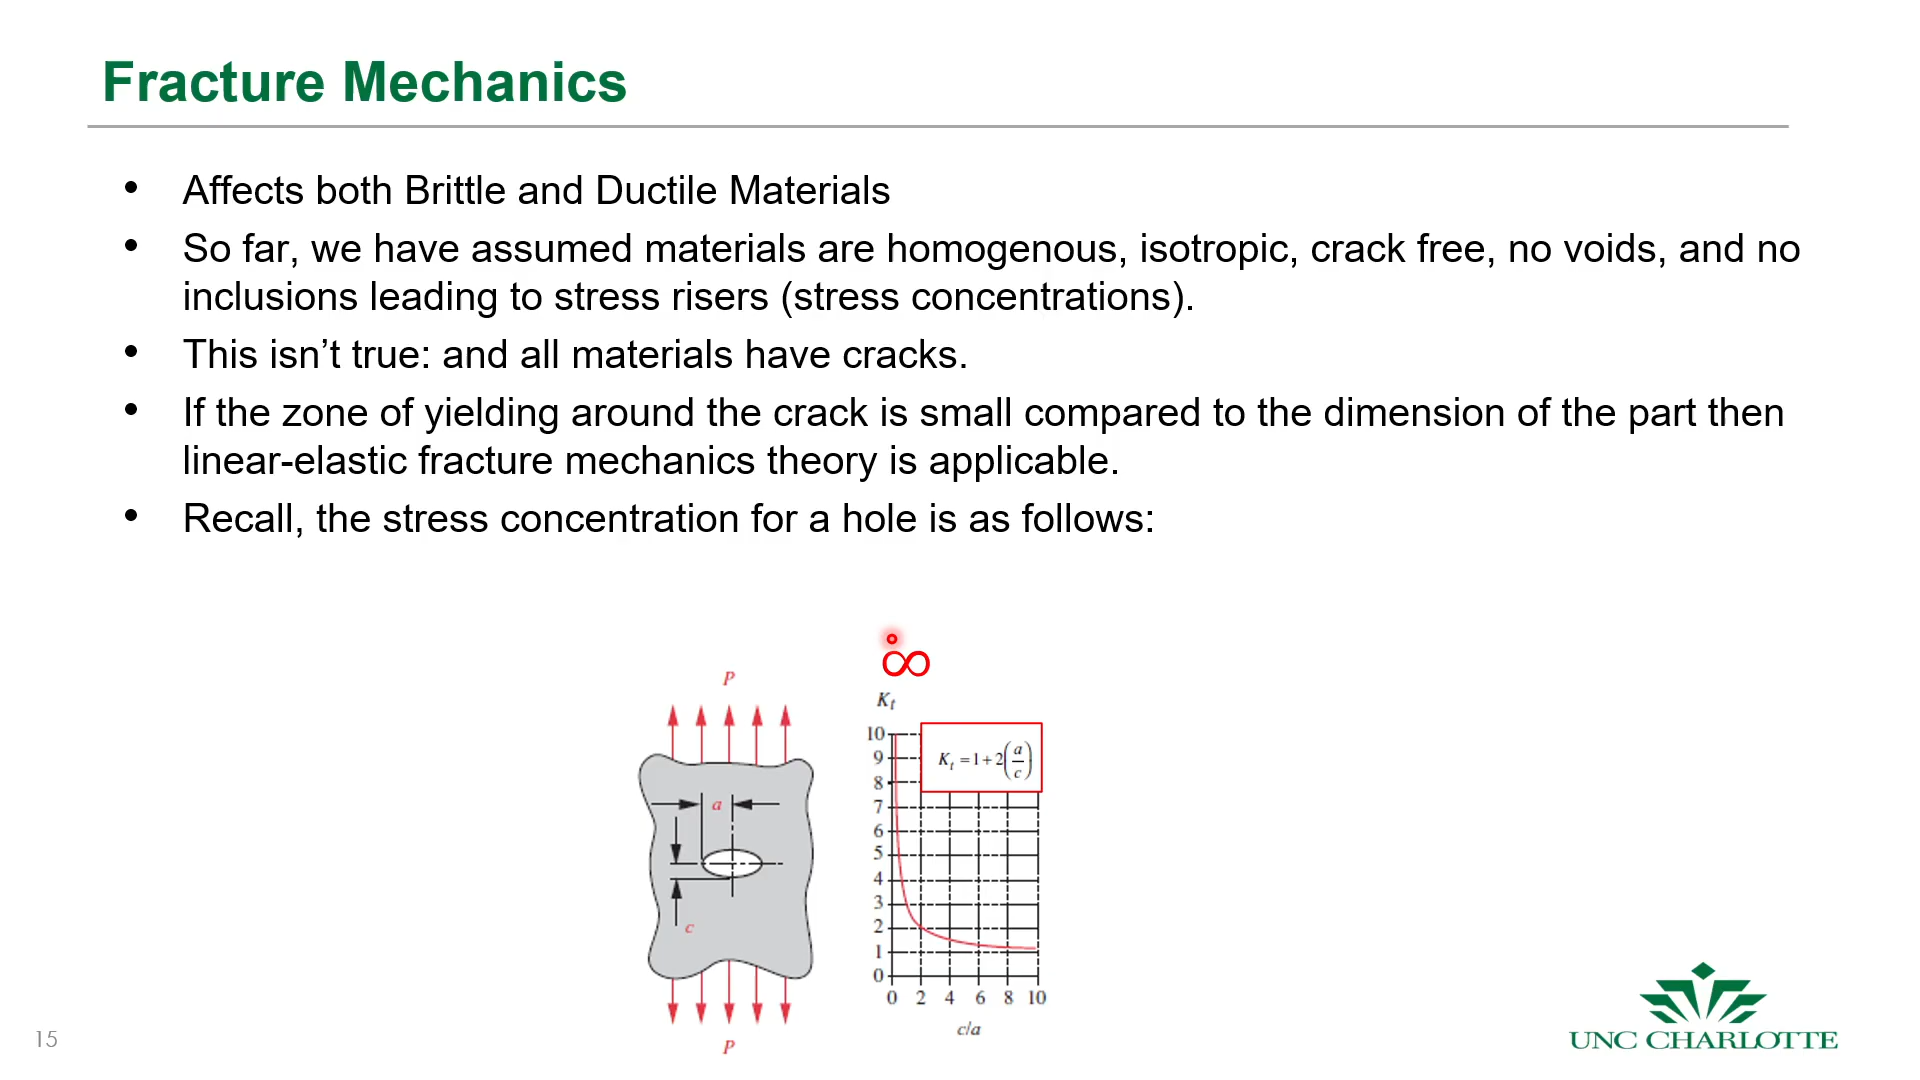 Fracture Mechanics
• Affects both Brittle and Ductile Materials
• So far, we have assumed materials are homogenous, isotropic, crack free, no voids, and no
inclusions leading to stress risers (stress concentrations).
• This isn’t true: and all materials have cracks.
• If the zone of yielding around the crack is small compared to the dimension of the part then
linear-elastic fracture mechanics theory is applicable.
• Recall, the stress concentration for a hole is as follows:
P
a
c
P
∞
Kₜ
Kₜ = 1 + 2(a/c)
10
9
8
7
6
5
4
3
2
1
0
0 2 4 6 8 10
c/a
15
UNC CHARLOTTE